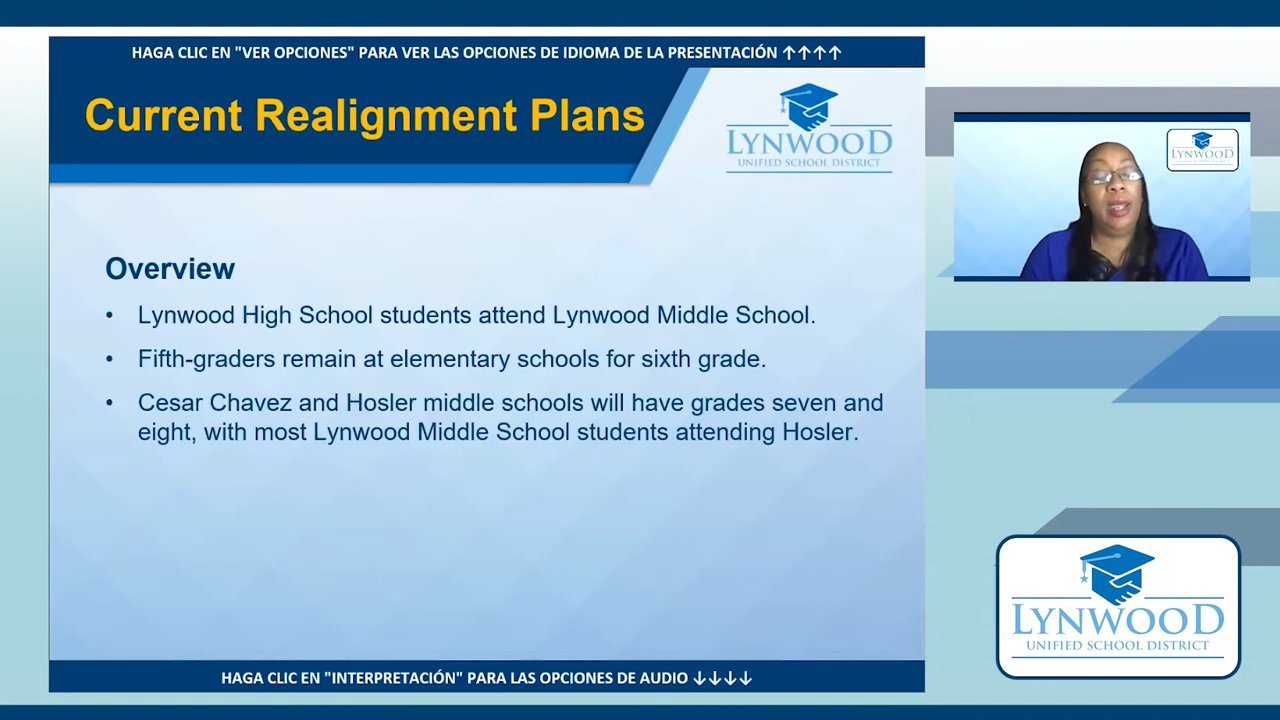 HAGA CLIC EN "VER OPCIONES" PARA VER LAS OPCIONES DE IDIOMA DE LA PRESENTACIÓN ↑↑↑↑
Current Realignment Plans
LYNWOOD
UNIFIED SCHOOL DISTRICT
LYNWOOD
Overview
• Lynwood High School students attend Lynwood Middle School.
• Fifth-graders remain at elementary schools for sixth grade.
• Cesar Chavez and Hosler middle schools will have grades seven and
eight, with most Lynwood Middle School students attending Hosler.
LYNWOOD
UNIFIED SCHOOL DISTRICT
HAGA CLIC EN "INTERPRETACIÓN" PARA LAS OPCIONES DE AUDIO ↓↓↓↓